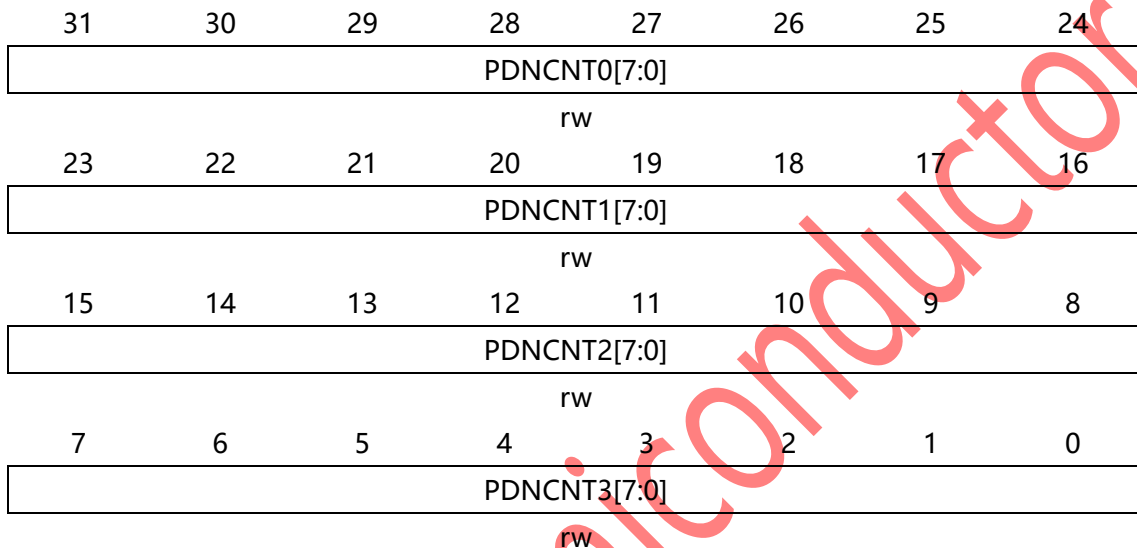 31 30 29 28 27 26 25 24
PDNCNT0[7:0]
rw
23 22 21 20 19 18 17 16
PDNCNT1[7:0]
rw
15 14 13 12 11 10 9 8
PDNCNT2[7:0]
rw
7 6 5 4 3 2 1 0
PDNCNT3[7:0]
rw
niconductor